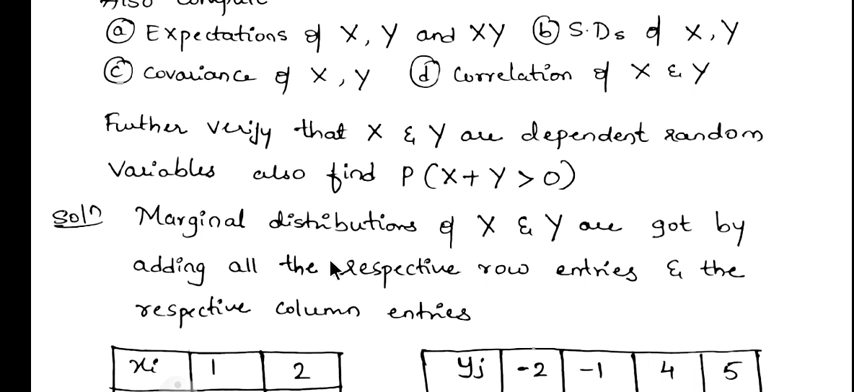 Also compute
ⓐ Expectations of X, Y and XY ⓑ S.Ds of X, Y
ⓒ Covariance of X, Y ⓓ Correlation of X & Y
Further verify that X & Y are dependent random
Variables also find P(X+Y>0)
Soln Marginal distributions of X & Y are got by
adding all the respective row entries & the
respective column entries
xi 1 2
yj -2 -1 4 5